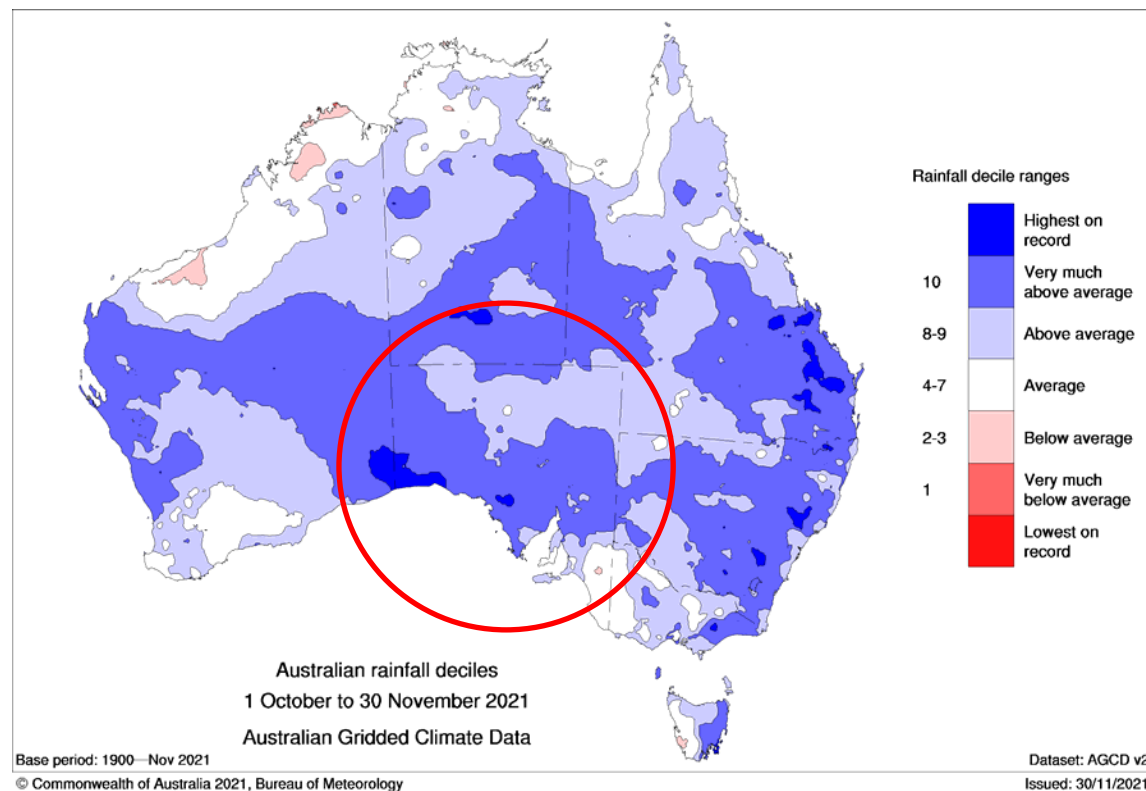 Rainfall decile ranges
Highest on
record
10
Very much
above average
8-9
Above average
4-7
Average
2-3
Below average
1
Very much
below average
Lowest on
record
Australian rainfall deciles
1 October to 30 November 2021
Australian Gridded Climate Data
Base period: 1900—Nov 2021
Dataset: AGCD v2
© Commonwealth of Australia 2021, Bureau of Meteorology
Issued: 30/11/2021